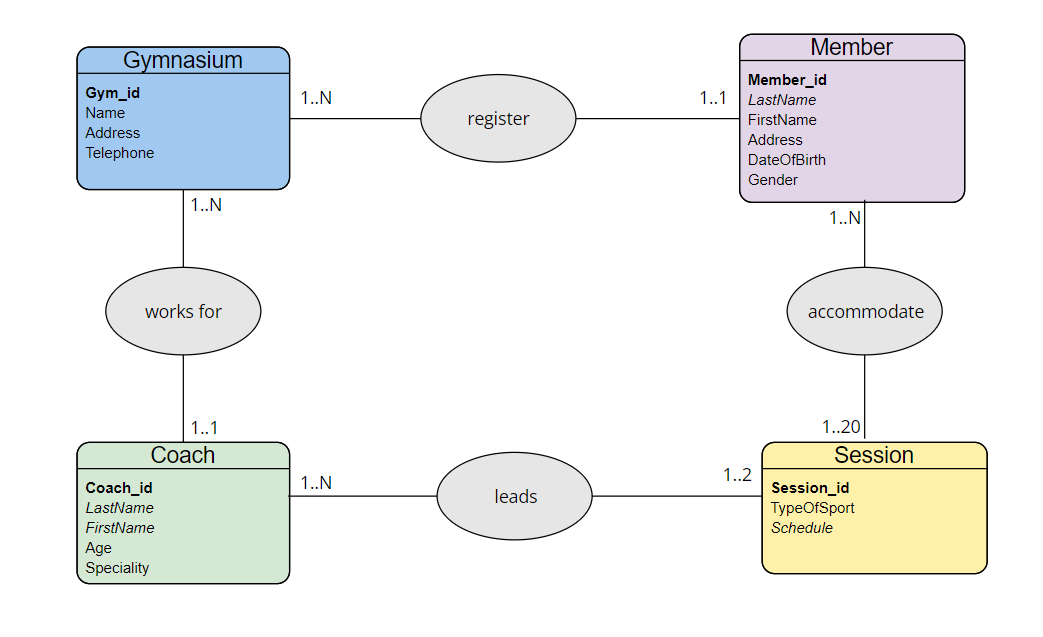 Gymnasium
Gym_id
Name
Address
Telephone
1..N
register
1..1
Member
Member_id
LastName
FirstName
Address
DateOfBirth
Gender
1..N
works for
1..1
1..N
accommodate
1..20
Coach
Coach_id
LastName
FirstName
Age
Speciality
1..N
leads
1..2
Session
Session_id
TypeOfSport
Schedule